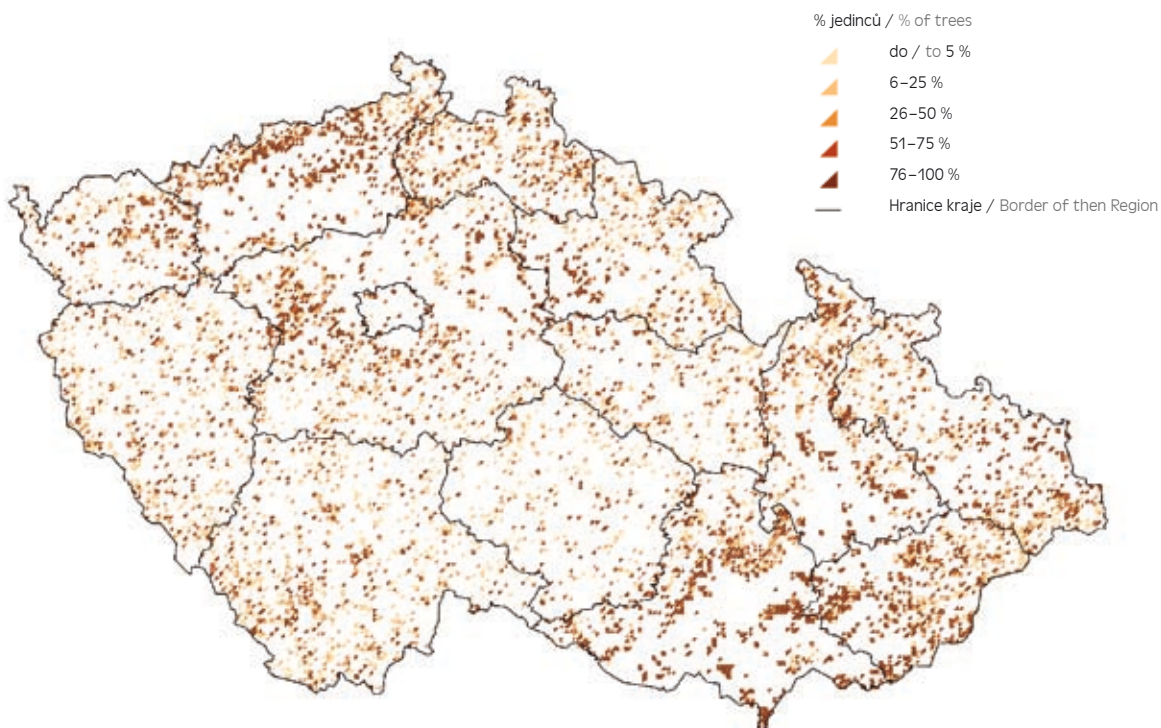 % jedinců / % of trees
do / to 5 %
6–25 %
26–50 %
51–75 %
76–100 %
Hranice kraje / Border of then Region